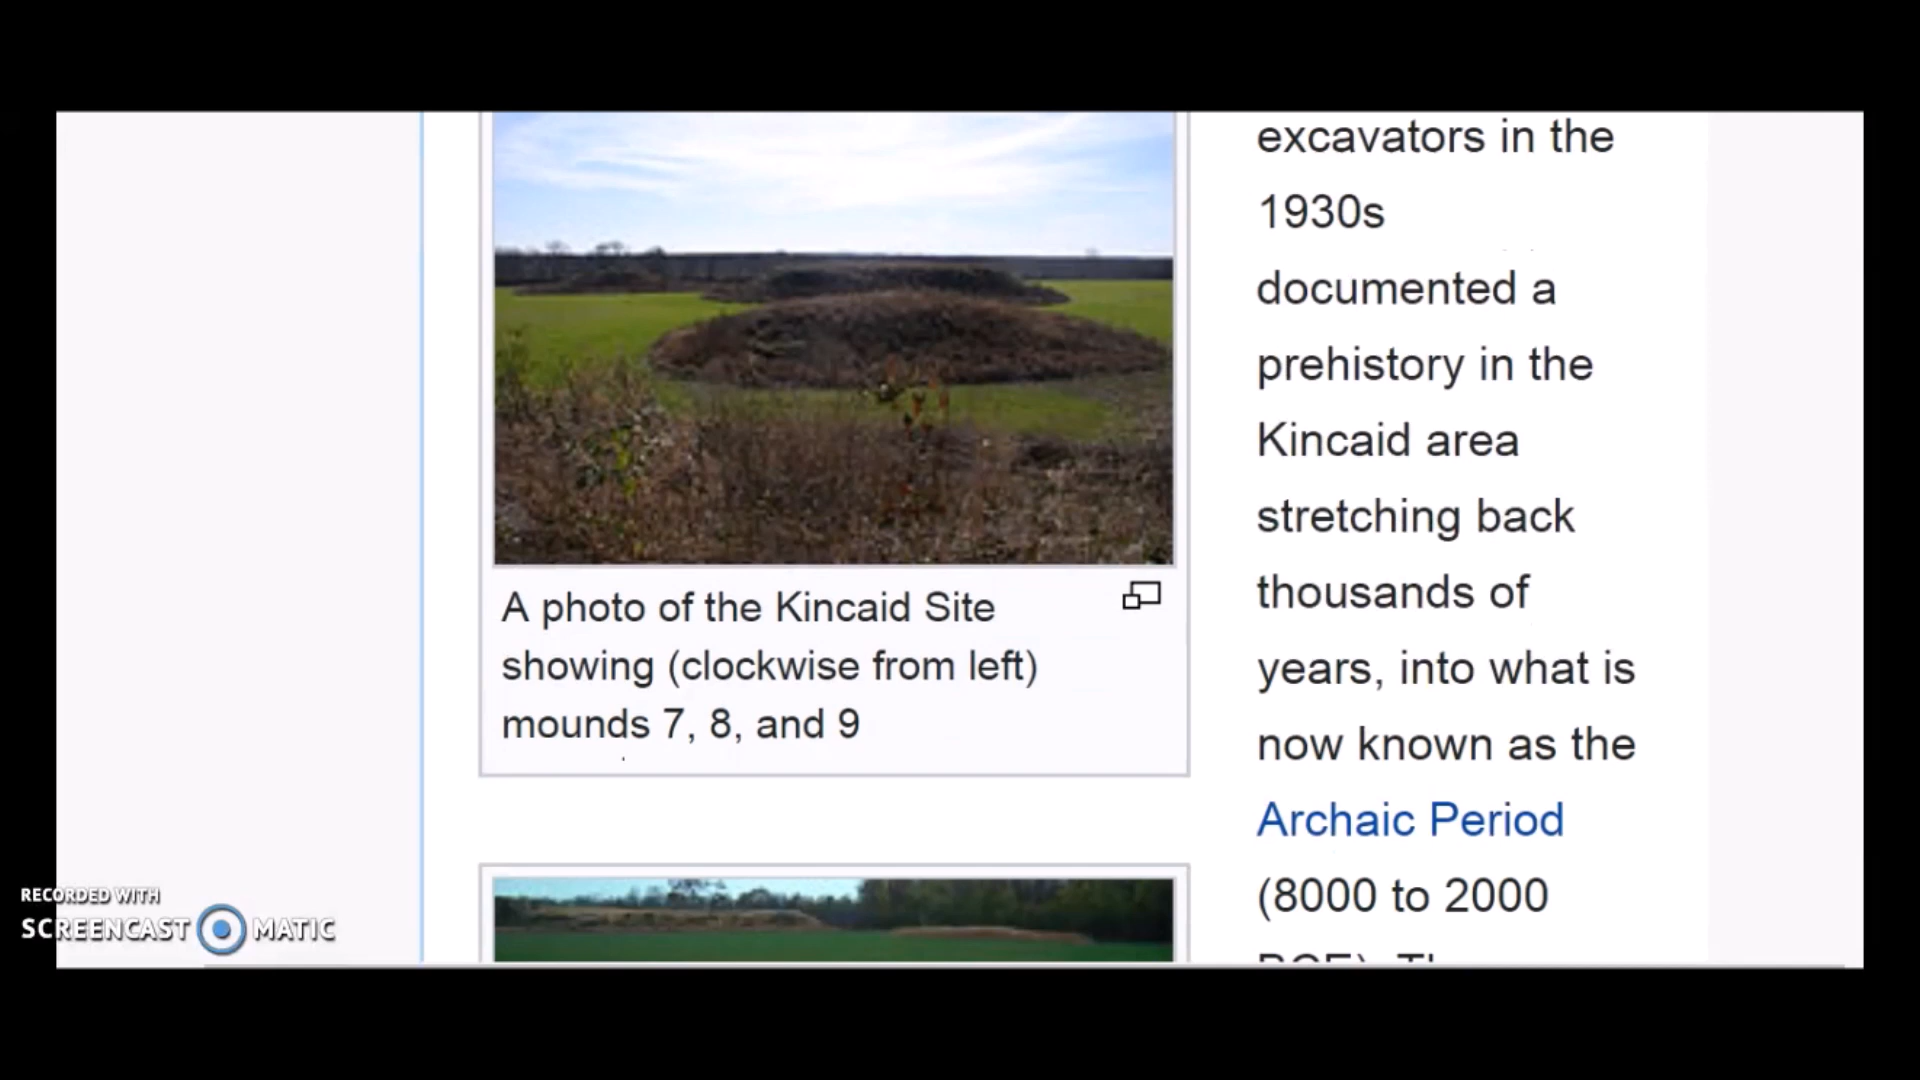 excavators in the
1930s
documented a
prehistory in the
Kincaid area
stretching back
thousands of
years, into what is
now known as the
Archaic Period
(8000 to 2000
A photo of the Kincaid Site
showing (clockwise from left)
mounds 7, 8, and 9
RECORDED WITH
SCREENCAST MATIC